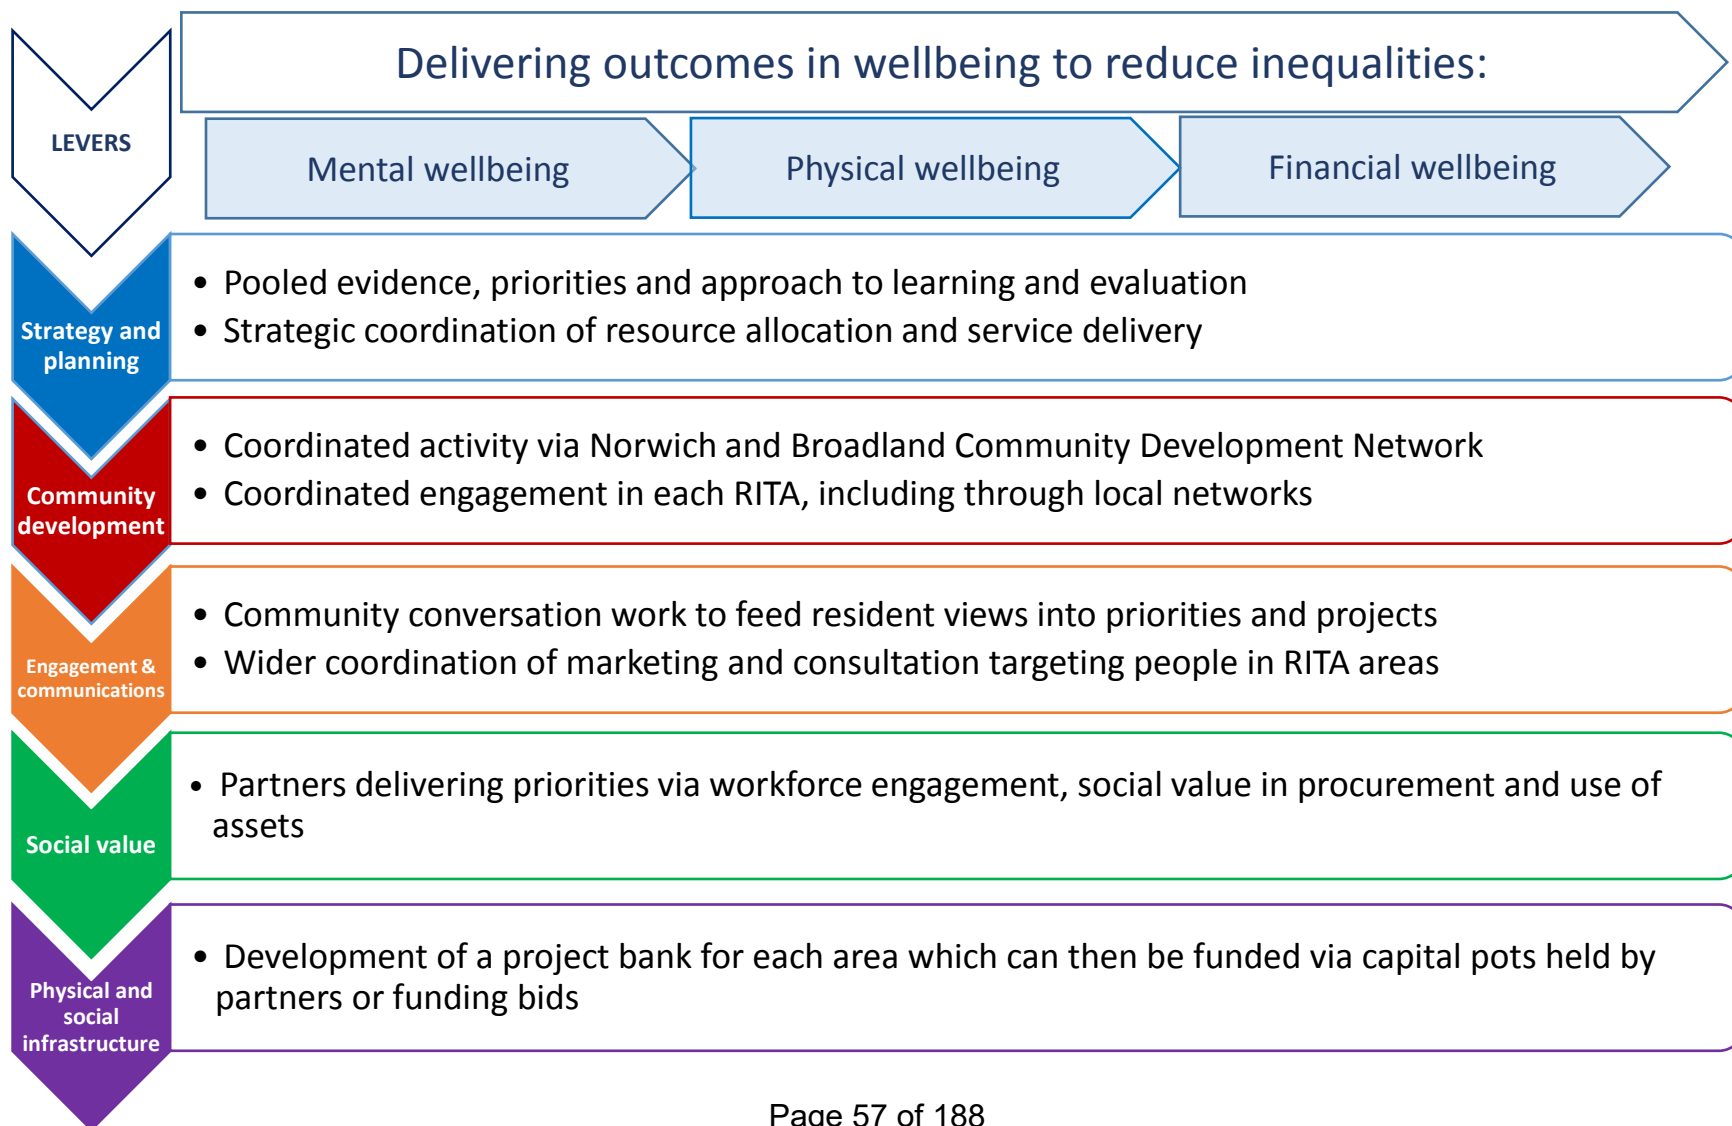 Delivering outcomes in wellbeing to reduce inequalities:
LEVERS
Mental wellbeing
Physical wellbeing
Financial wellbeing
Strategy and
planning
• Pooled evidence, priorities and approach to learning and evaluation
• Strategic coordination of resource allocation and service delivery
Community
development
• Coordinated activity via Norwich and Broadland Community Development Network
• Coordinated engagement in each RITA, including through local networks
Engagement &
communications
• Community conversation work to feed resident views into priorities and projects
• Wider coordination of marketing and consultation targeting people in RITA areas
Social value
• Partners delivering priorities via workforce engagement, social value in procurement and use of
assets
Physical and
social
infrastructure
• Development of a project bank for each area which can then be funded via capital pots held by
partners or funding bids
Page 57 of 188